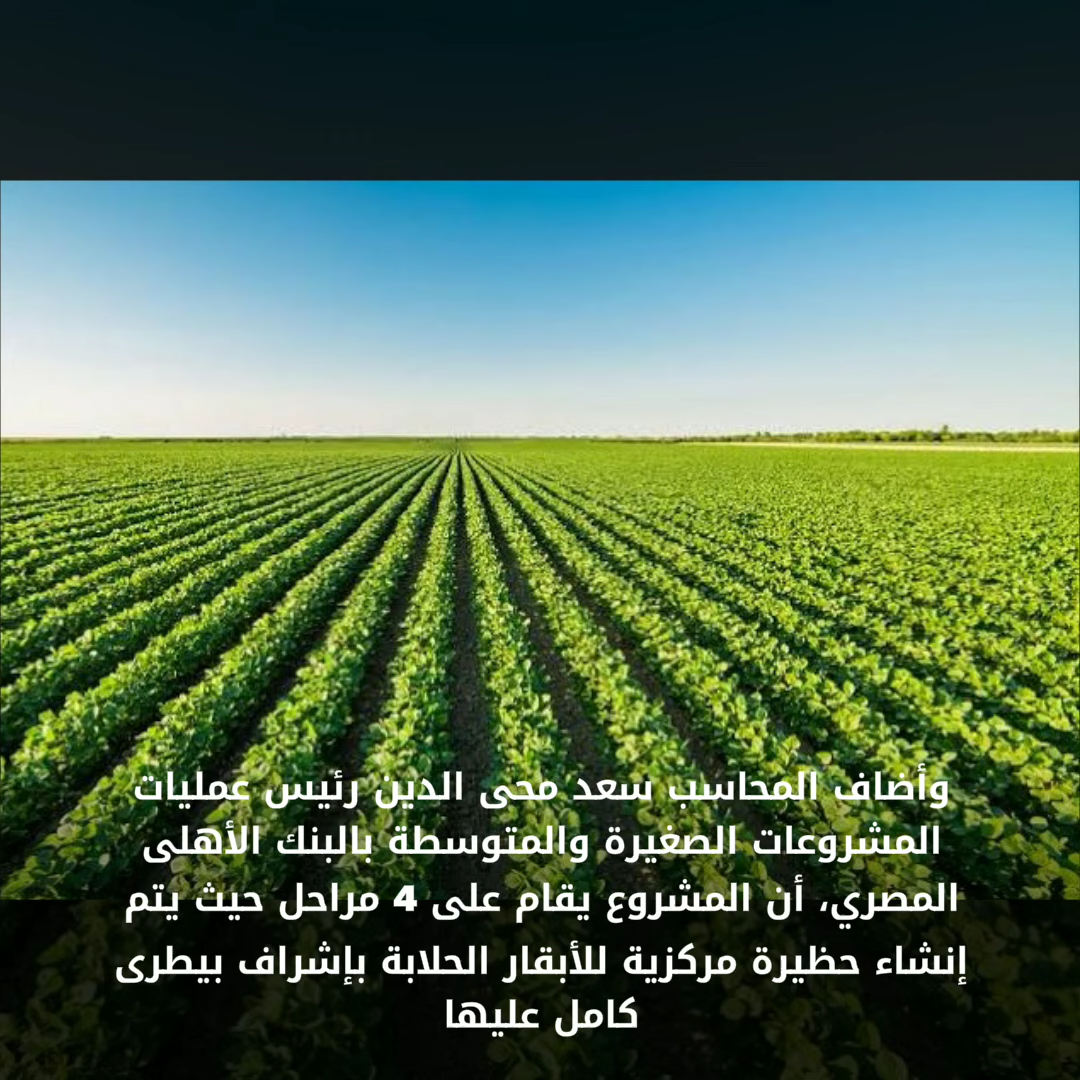 وأضاف المحاسب سعد محى الدين رئيس عمليات
المشروعات الصغيرة والمتوسطة بالبنك الأهلى
المصري، أن المشروع يقام على 4 مراحل حيث يتم
إنشاء حظيرة مركزية للأبقار الحلابة بإشراف بيطرى
كامل عليها